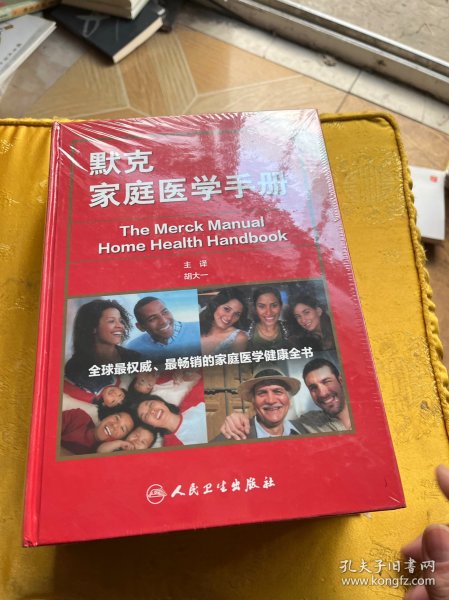 默克
家庭医学手册
The Merck Manual
Home Health Handbook
主 译
胡大一
全球最权威、最畅销的家庭医学健康全书
人民卫生出版社
孔夫子旧书网
www.kongfz.com